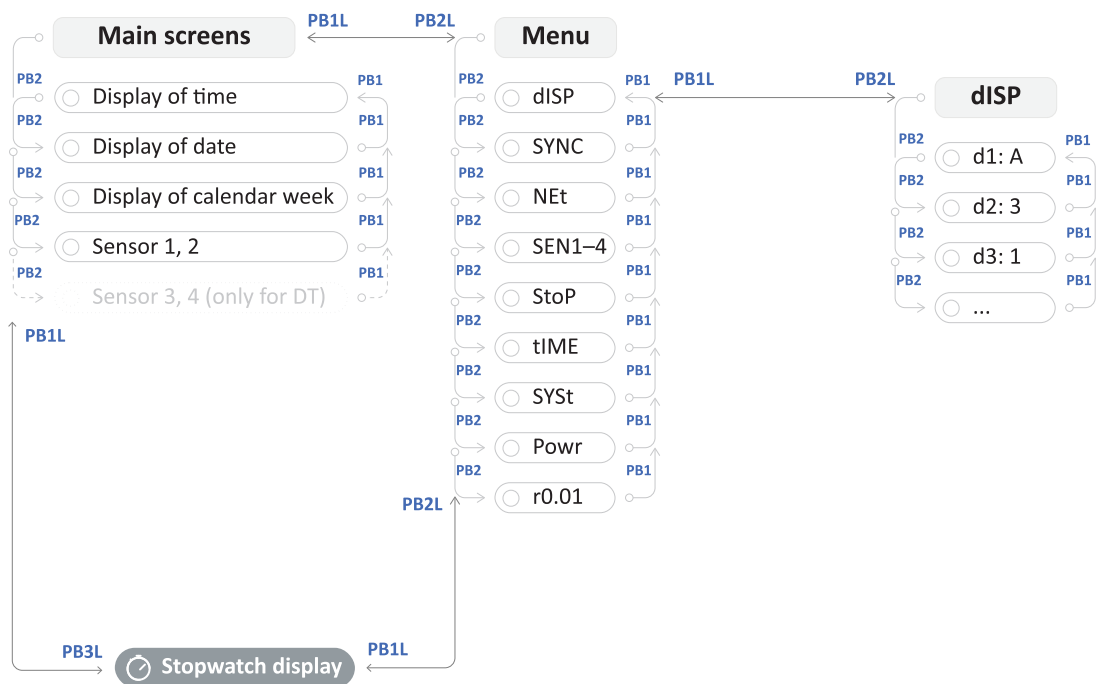 PB1L
PB2L
Main screens
Menu
PB2
Display of time
PB1
PB2
Display of date
PB1
PB2
Display of calendar week
PB1
PB2
Sensor 1, 2
PB1
PB2
Sensor 3, 4 (only for DT)
PB1L
PB2
dISP
PB1
PB2
SYNC
PB1
PB2
NEt
PB1
PB2
SEN1–4
PB1
PB2
StoP
PB1
PB2
tIME
PB1
PB2
SYSt
PB1
PB2
Powr
PB1
PB2
r0.01
PB1L
PB2L
dISP
PB2
d1: A
PB1
PB2
d2: 3
PB1
PB2
d3: 1
PB1
PB2
...
PB2L
PB3L
Stopwatch display
PB1L